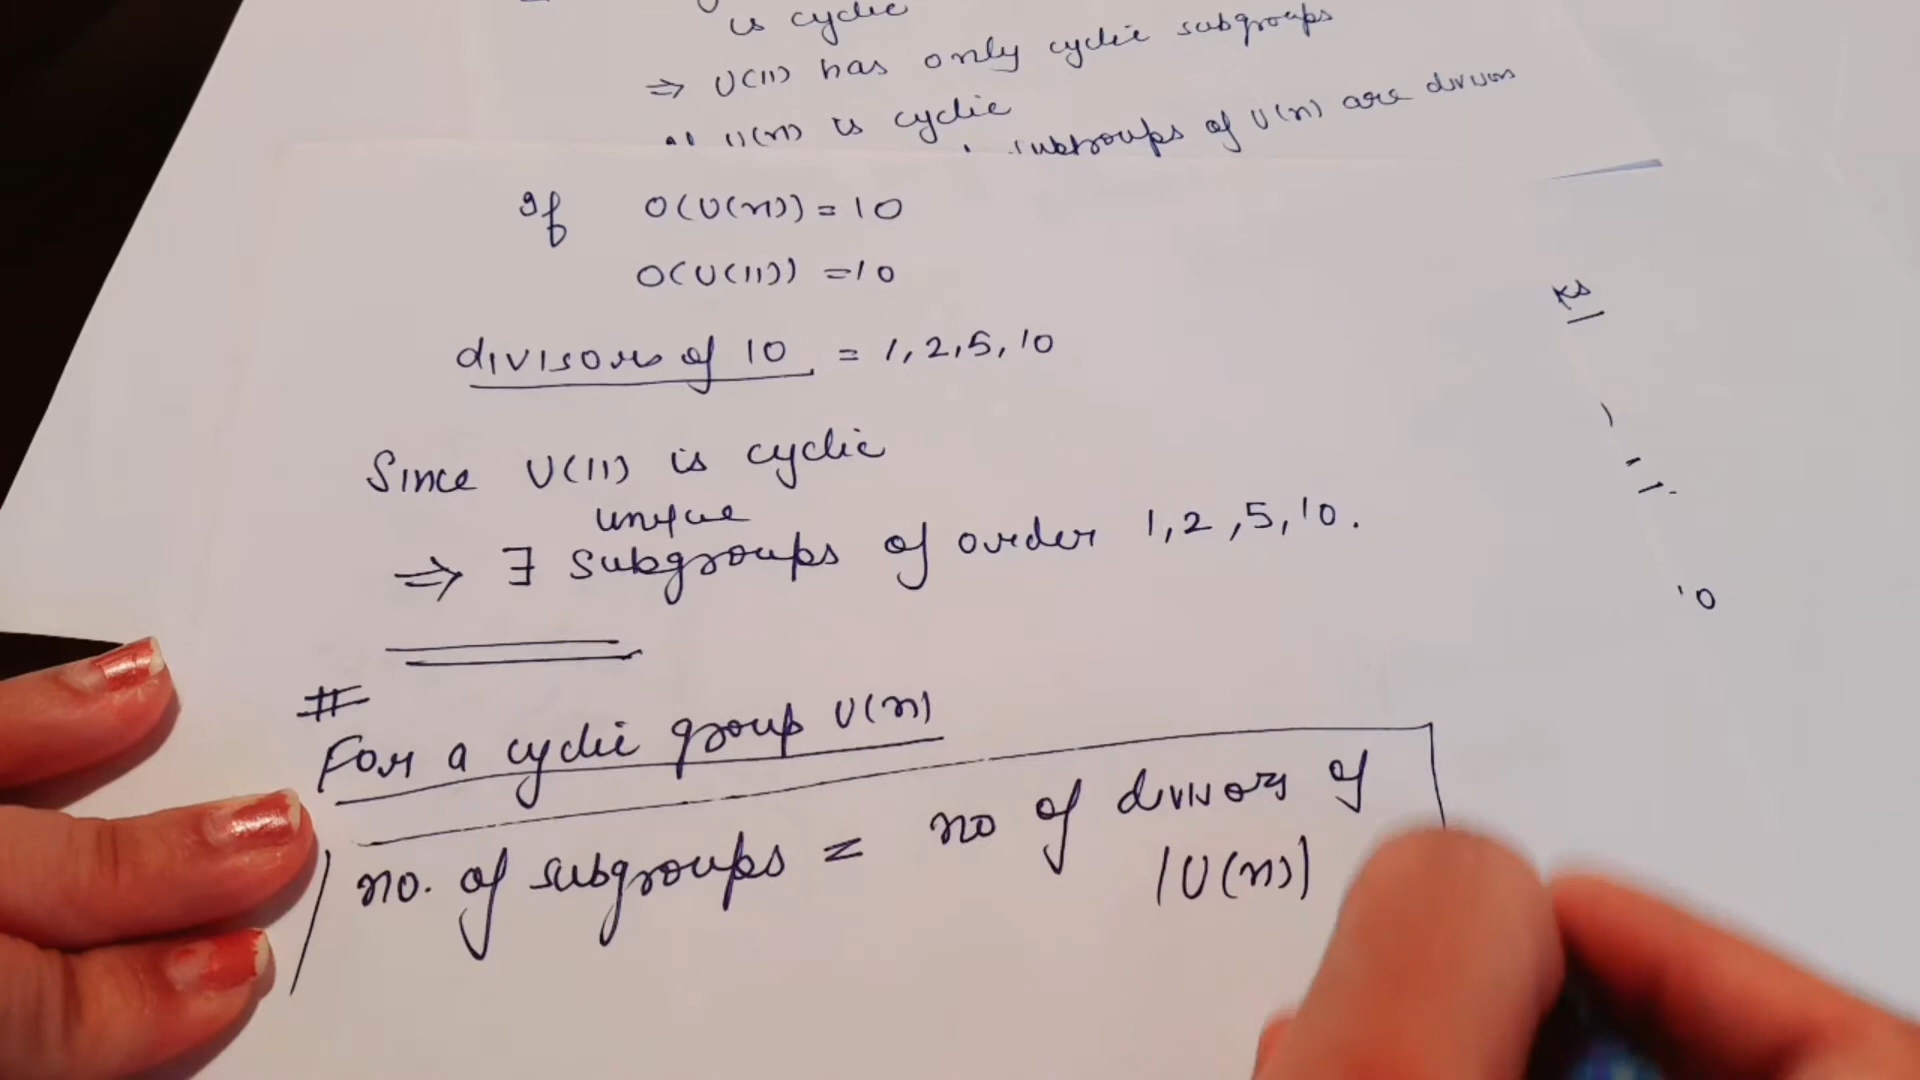 is cyclic
⇒ U(11) has only cyclic subgroups
U(n) is cyclic
subgroups of U(n) are divisors
If O(U(n)) = 10
O(U(11)) = 10
divisors of 10 = 1, 2, 5, 10
Since U(11) is cyclic
unique
⇒ ∃ subgroups of order 1, 2, 5, 10.
#
For a cyclic group U(n)
no. of subgroups = no of divisors of
|U(n)|